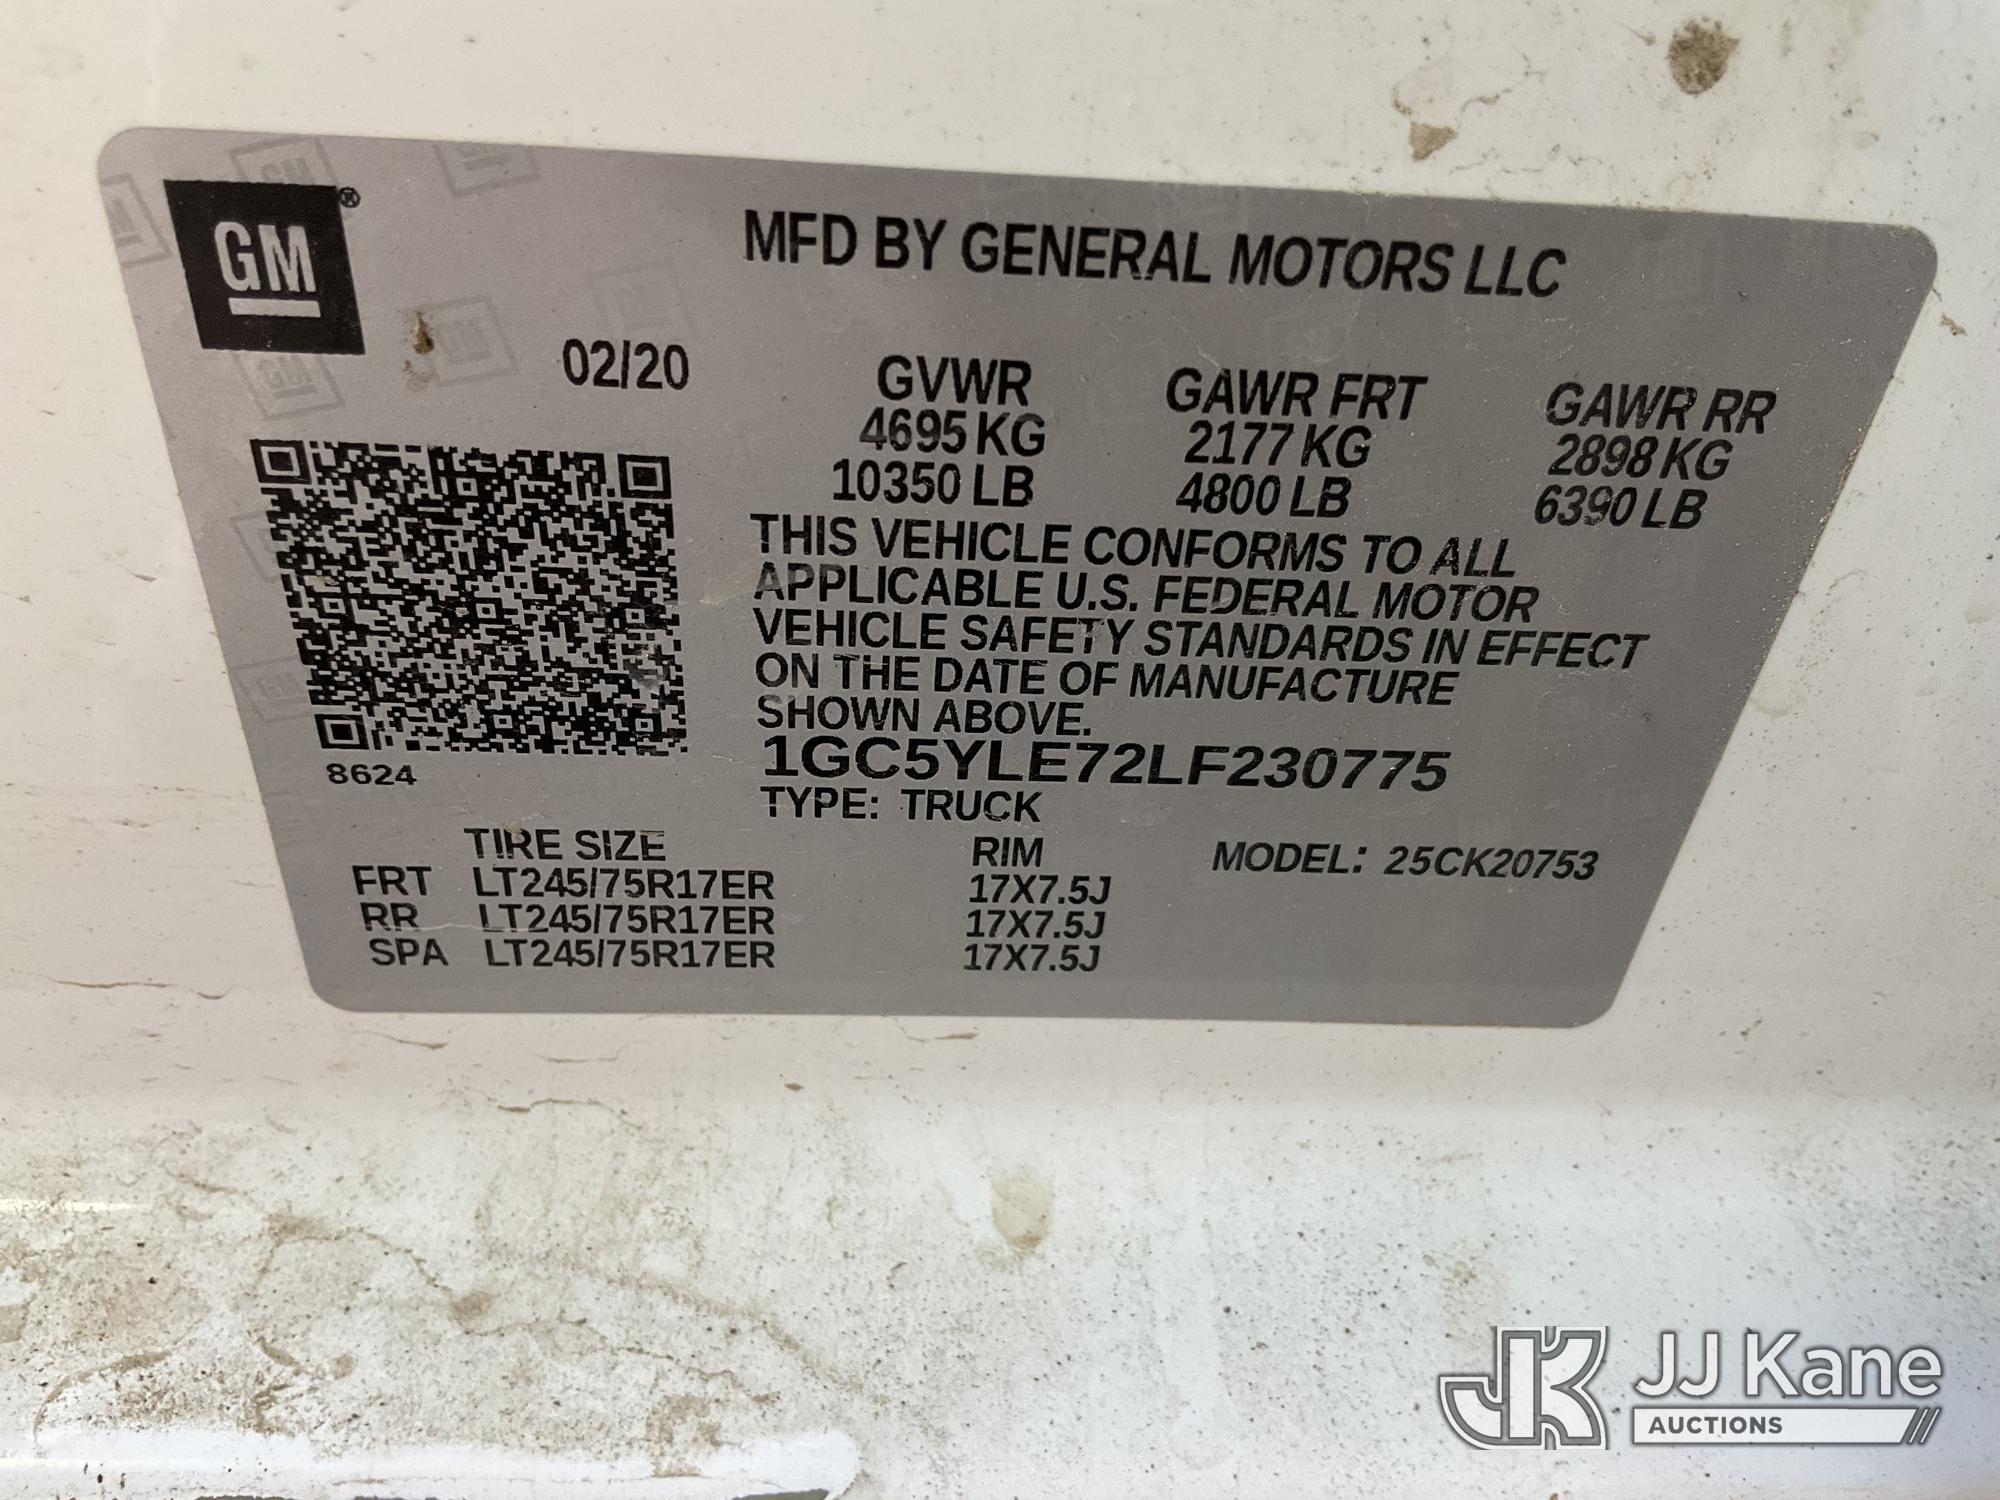 GM®
MFD BY GENERAL MOTORS LLC
02/20
GVWR GAWR FRT GAWR RR
4695 KG 2177 KG 2898 KG
10350 LB 4800 LB 6390 LB
THIS VEHICLE CONFORMS TO ALL
APPLICABLE U.S. FEDERAL MOTOR
VEHICLE SAFETY STANDARDS IN EFFECT
ON THE DATE OF MANUFACTURE
SHOWN ABOVE.
1GC5YLE72LF230775
8624
TYPE: TRUCK
TIRE SIZE RIM MODEL: 25CK20753
FRT LT245/75R17ER 17X7.5J
RR LT245/75R17ER 17X7.5J
SPA LT245/75R17ER 17X7.5J
JK JJ Kane
AUCTIONS